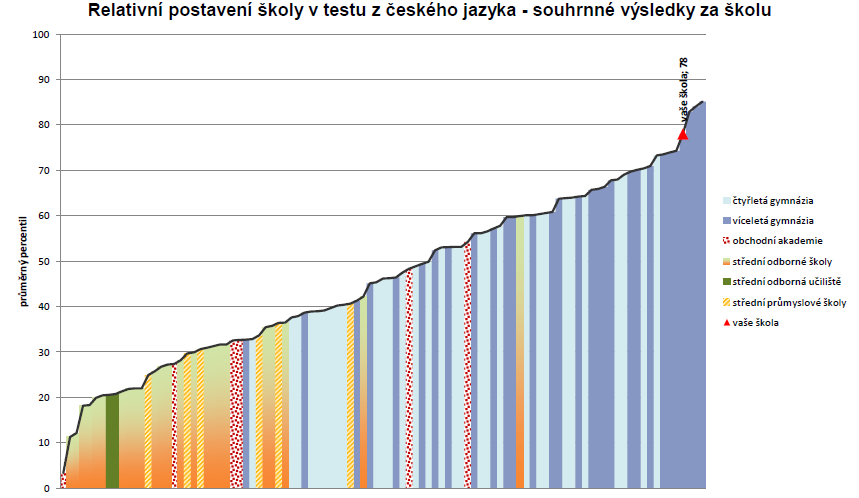 Relativní postavení školy v testu z českého jazyka - souhrnné výsledky za školu
průměrný percentil
100
90
80
70
60
50
40
30
20
10
0
vaše škola; 78
čtyřletá gymnázia
víceletá gymnázia
obchodní akademie
střední odborné školy
střední odborná učiliště
střední průmyslové školy
vaše škola